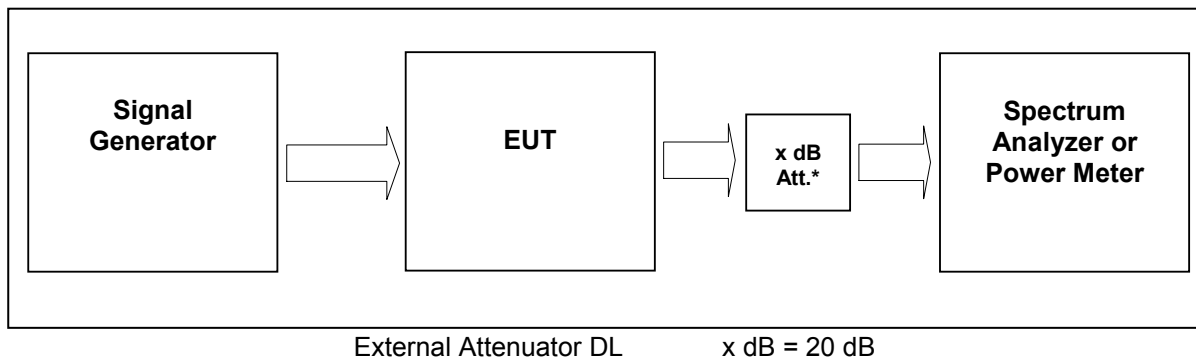 Signal
Generator
EUT
x dB
Att.*
Spectrum
Analyzer or
Power Meter
External Attenuator DL x dB = 20 dB